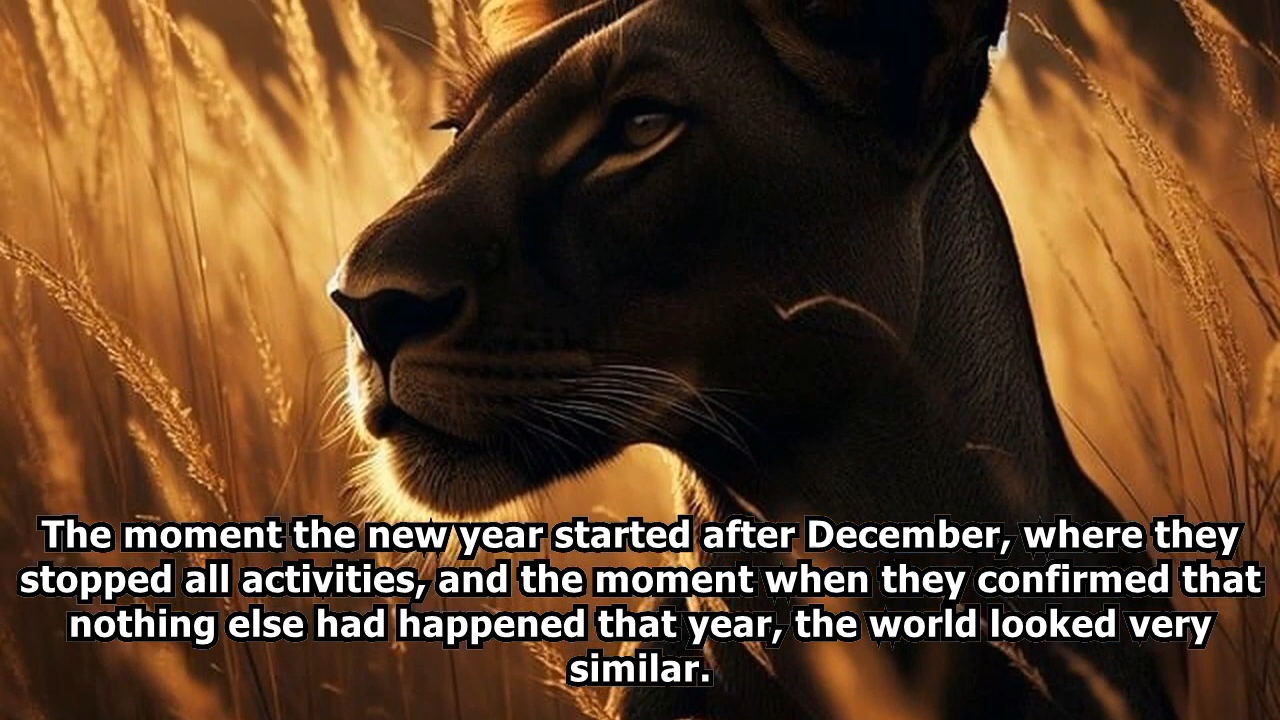 The moment the new year started after December, where they
stopped all activities, and the moment when they confirmed that
nothing else had happened that year, the world looked very
similar.